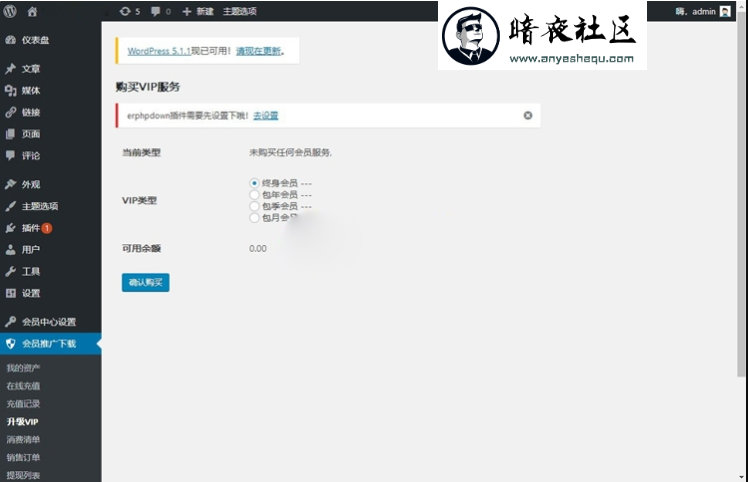 5
新建
主题选项
嗨，admin
暗夜社区
www.anyeshequ.com
仪表盘
文章
媒体
链接
页面
评论
外观
主题选项
插件 1
用户
工具
设置
会员中心设置
会员推广下载
我的资产
在线充值
充值记录
升级VIP
消费清单
销售订单
提现列表
WordPress 5.1.1现已可用！请现在更新。
购买VIP服务
erphpdown插件需要先设置下哦！去设置
当前类型 未购买任何会员服务.
VIP类型
终身会员 ---
包年会员 ---
包季会员 ---
包月会员
可用余额 0.00
确认购买